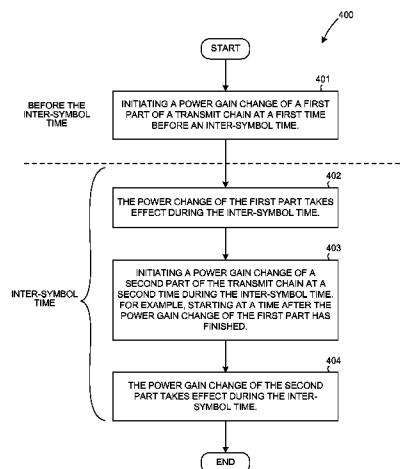 400
START
401
BEFORE THE
INTER-SYMBOL
TIME
INITIATING A POWER GAIN CHANGE OF A FIRST
PART OF A TRANSMIT CHAIN AT A FIRST TIME
BEFORE AN INTER-SYMBOL TIME.
402
THE POWER CHANGE OF THE FIRST PART TAKES
EFFECT DURING THE INTER-SYMBOL TIME.
403
INTER-SYMBOL
TIME
INITIATING A POWER GAIN CHANGE OF A
SECOND PART OF THE TRANSMIT CHAIN AT A
SECOND TIME DURING THE INTER-SYMBOL TIME.
FOR EXAMPLE, STARTING AT A TIME AFTER THE
POWER GAIN CHANGE OF THE FIRST PART HAS
FINISHED.
404
THE POWER GAIN CHANGE OF THE SECOND
PART TAKES EFFECT DURING THE INTER-
SYMBOL TIME.
END